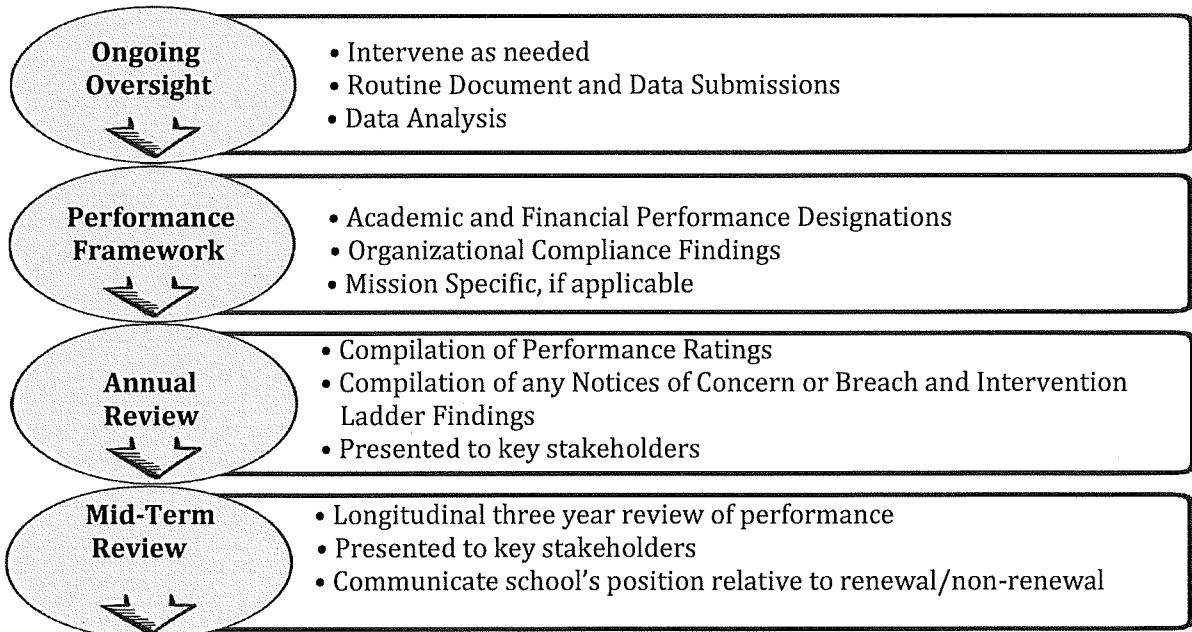 Ongoing
Oversight
• Intervene as needed
• Routine Document and Data Submissions
• Data Analysis
Performance
Framework
• Academic and Financial Performance Designations
• Organizational Compliance Findings
• Mission Specific, if applicable
Annual
Review
• Compilation of Performance Ratings
• Compilation of any Notices of Concern or Breach and Intervention
Ladder Findings
• Presented to key stakeholders
Mid-Term
Review
• Longitudinal three year review of performance
• Presented to key stakeholders
• Communicate school's position relative to renewal/non-renewal